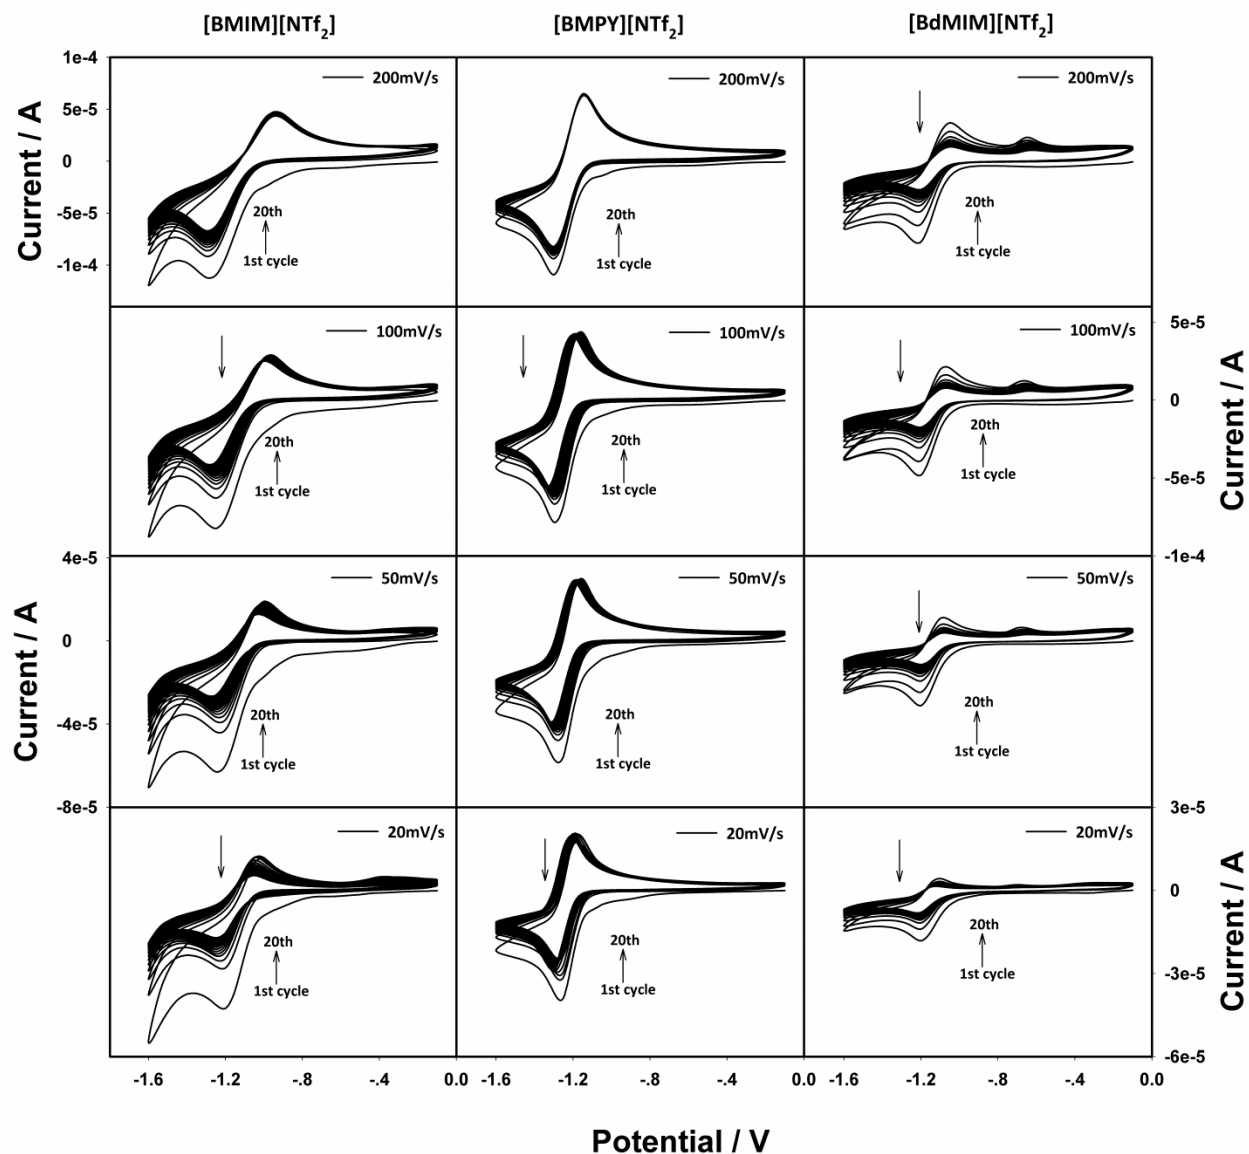 [BMIM][NTf₂] [BMPY][NTf₂] [BdMIM][NTf₂]
1e-4
200mV/s 200mV/s 200mV/s
5e-5
Current / A
0
-5e-5
20th 20th 20th
-1e-4
1st cycle 1st cycle 1st cycle
100mV/s 100mV/s 100mV/s
5e-5
0
20th 20th 20th
1st cycle 1st cycle 1st cycle
Current / A
-5e-5
-1e-4
4e-5
50mV/s 50mV/s 50mV/s
Current / A
0
20th 20th 20th
-4e-5
1st cycle 1st cycle 1st cycle
-8e-5
3e-5
20mV/s 20mV/s 20mV/s
0
20th 20th 20th
1st cycle 1st cycle 1st cycle
Current / A
-3e-5
-6e-5
-1.6 -1.2 -.8 -.4 0.0 -1.6 -1.2 -.8 -.4 0.0 -1.6 -1.2 -.8 -.4 0.0
Potential / V